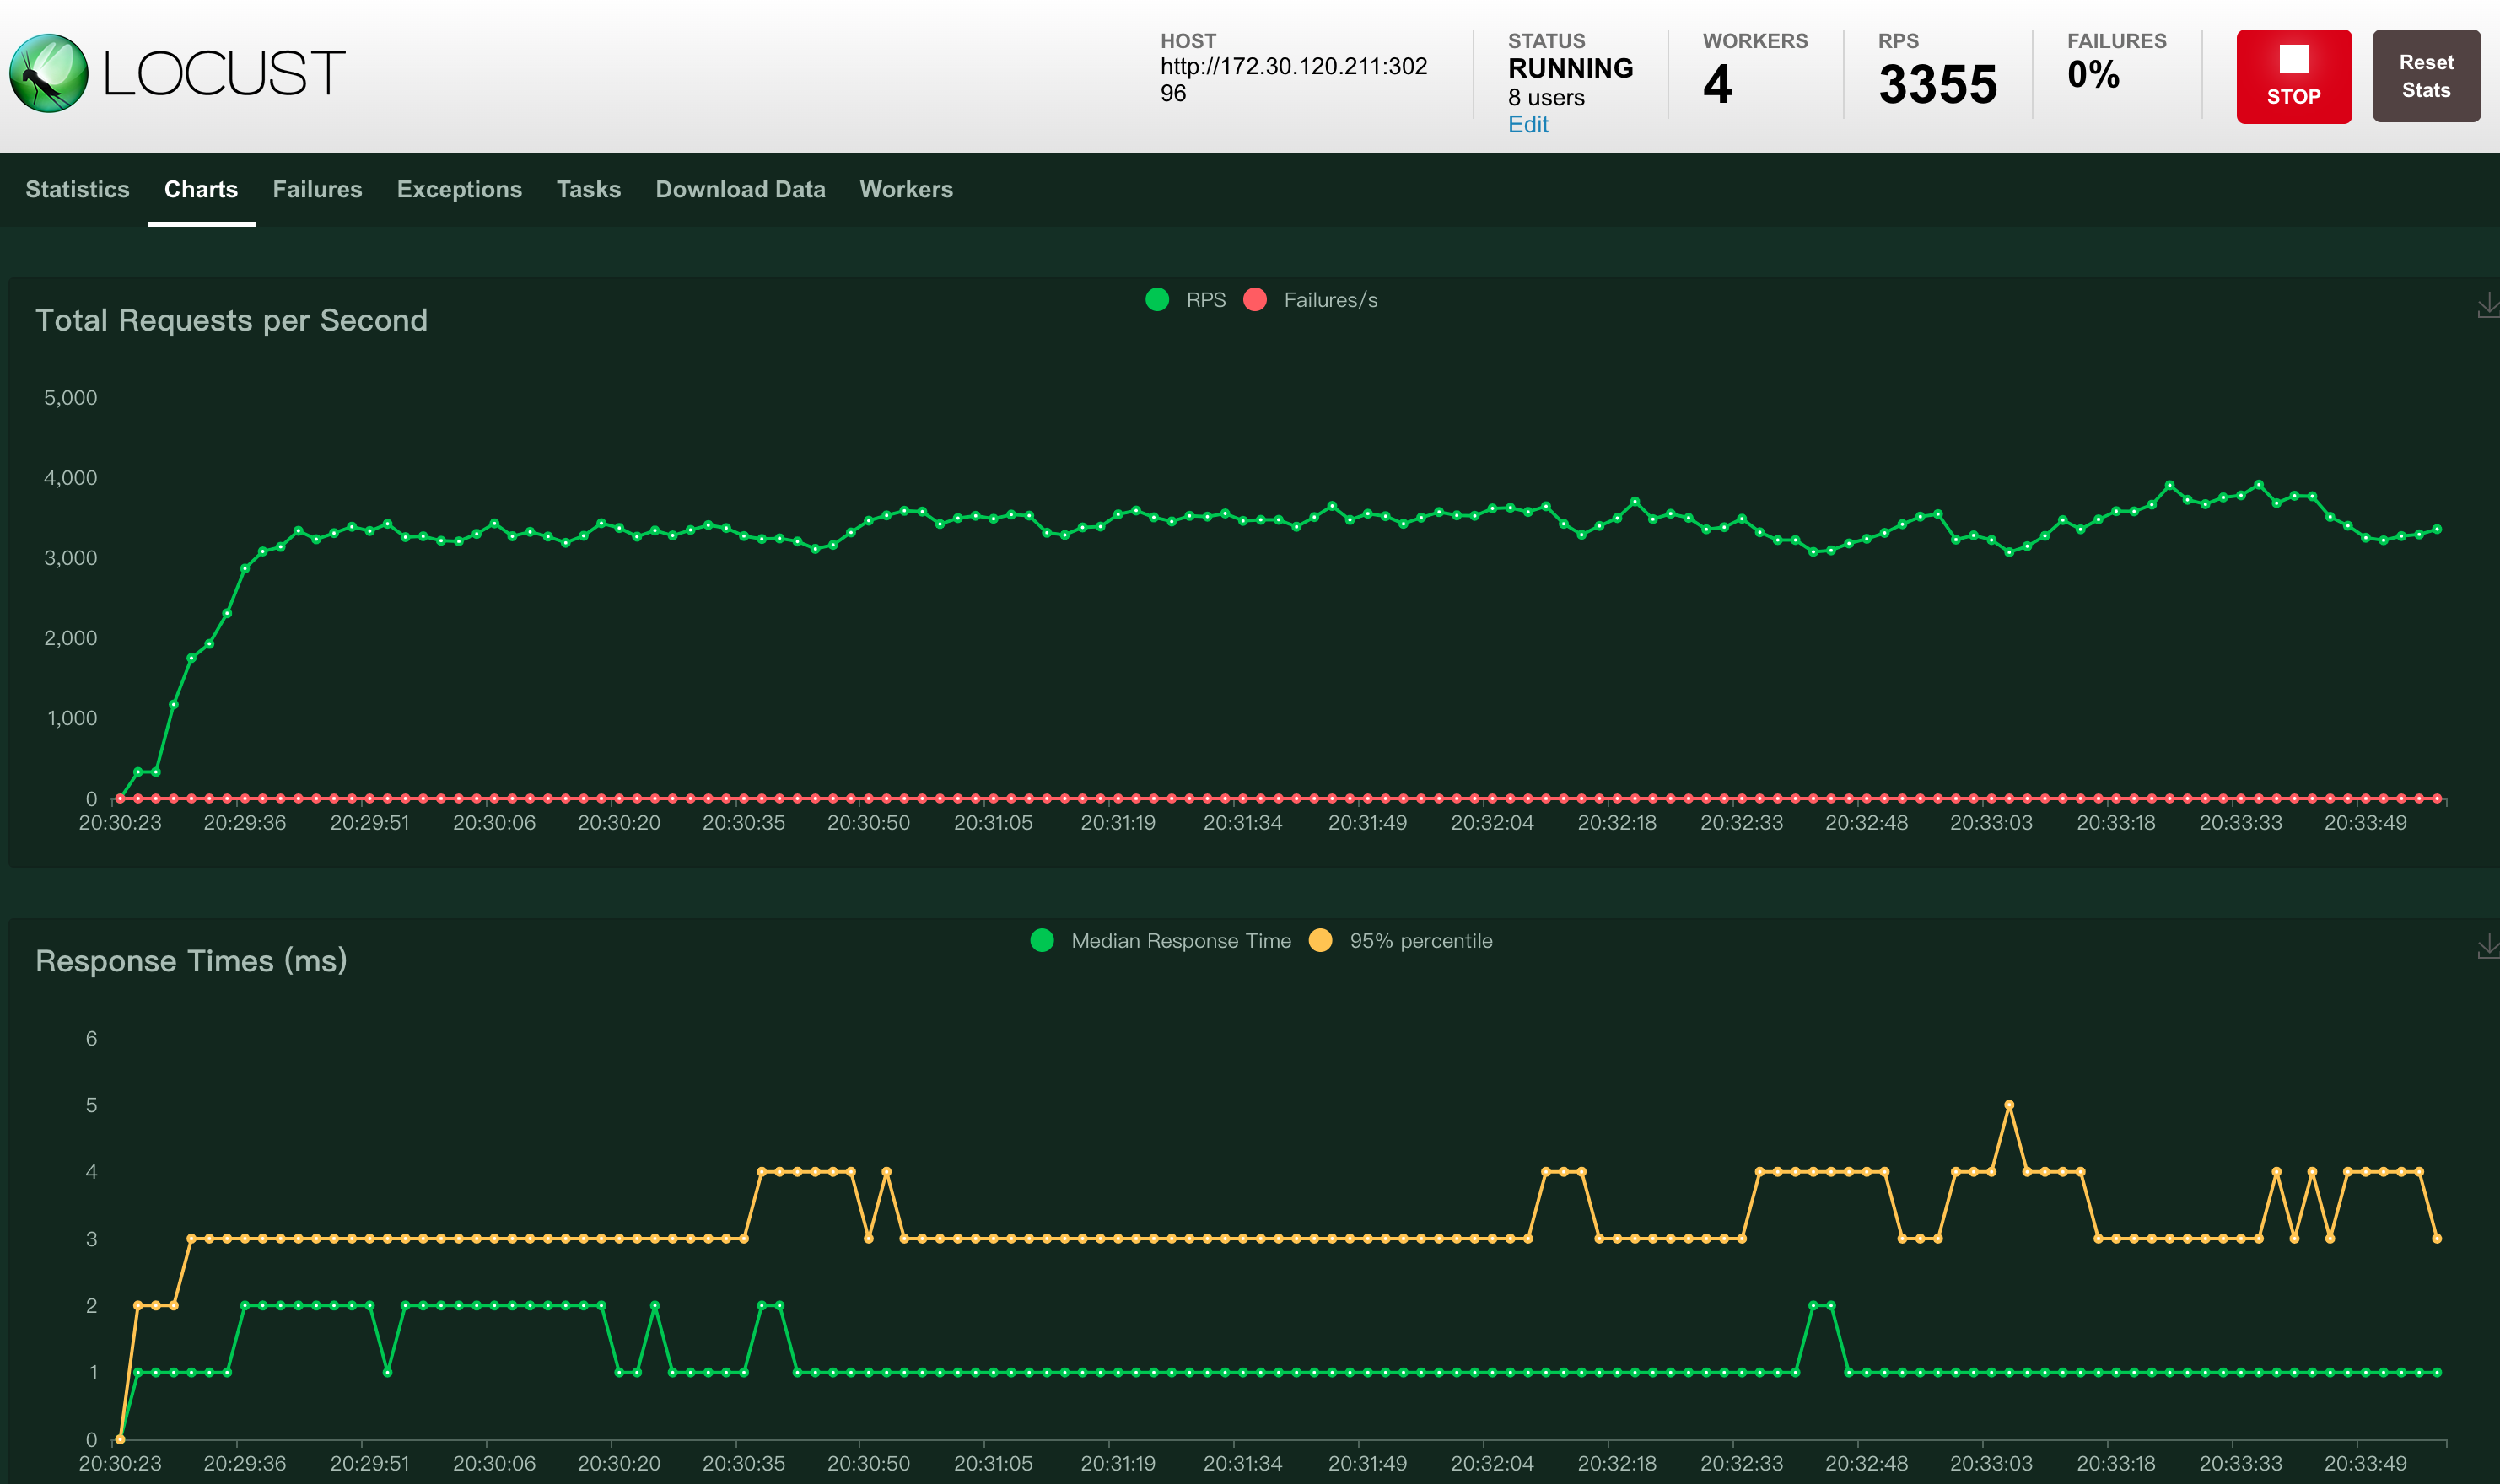 LOCUST
HOST
http://172.30.120.211:302
96
STATUS
RUNNING
8 users
Edit
WORKERS
4
RPS
3355
FAILURES
0%
STOP
Reset
Stats
Statistics Charts Failures Exceptions Tasks Download Data Workers
Total Requests per Second
RPS Failures/s
5,000
4,000
3,000
2,000
1,000
0
20:30:23 20:29:36 20:29:51 20:30:06 20:30:20 20:30:35 20:30:50 20:31:05 20:31:19 20:31:34 20:31:49 20:32:04 20:32:18 20:32:33 20:32:48 20:33:03 20:33:18 20:33:33 20:33:49
Response Times (ms)
Median Response Time 95% percentile
6
5
4
3
2
1
0
20:30:23 20:29:36 20:29:51 20:30:06 20:30:20 20:30:35 20:30:50 20:31:05 20:31:19 20:31:34 20:31:49 20:32:04 20:32:18 20:32:33 20:32:48 20:33:03 20:33:18 20:33:33 20:33:49